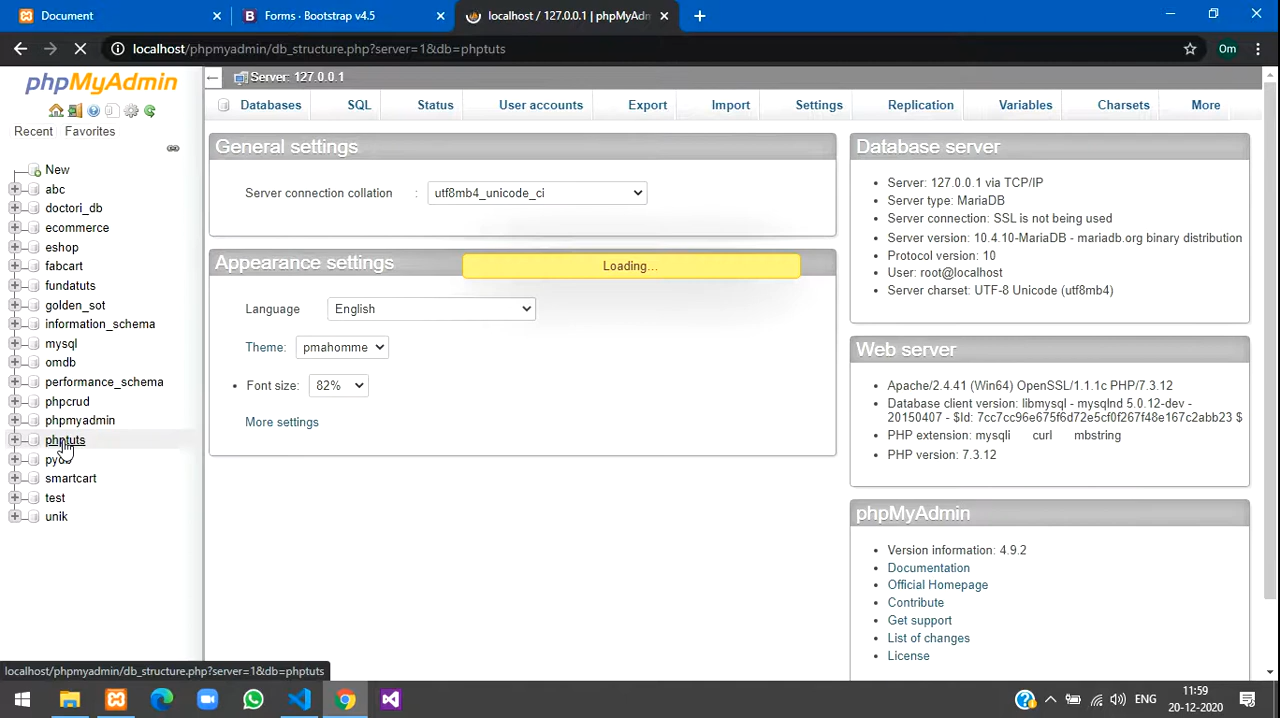 Document
Forms · Bootstrap v4.5
localhost / 127.0.0.1 | phpMyAdm
localhost/phpmyadmin/db_structure.php?server=1&db=phptuts
Om
phpMyAdmin
Recent Favorites
New
abc
doctori_db
ecommerce
eshop
fabcart
fundatuts
golden_sot
information_schema
mysql
omdb
performance_schema
phpcrud
phpmyadmin
phptuts
smartcart
test
unik
Server: 127.0.0.1
Databases SQL Status User accounts Export Import Settings Replication Variables Charsets More
General settings
Server connection collation : utf8mb4_unicode_ci
Appearance settings
Loading...
Language English
Theme: pmahomme
Font size: 82%
More settings
Database server
Server: 127.0.0.1 via TCP/IP
Server type: MariaDB
Server connection: SSL is not being used
Server version: 10.4.10-MariaDB - mariadb.org binary distribution
Protocol version: 10
User: root@localhost
Server charset: UTF-8 Unicode (utf8mb4)
Web server
Apache/2.4.41 (Win64) OpenSSL/1.1.1c PHP/7.3.12
Database client version: libmysql - mysqlnd 5.0.12-dev -
20150407 - $Id: 7cc7cc96e675f6d72e5cf0f267f48e167c2abb23 $
PHP extension: mysqli curl mbstring
PHP version: 7.3.12
phpMyAdmin
Version information: 4.9.2
Documentation
Official Homepage
Contribute
Get support
List of changes
License
localhost/phpmyadmin/db_structure.php?server=1&db=phptuts
ENG
11:59
20-12-2020